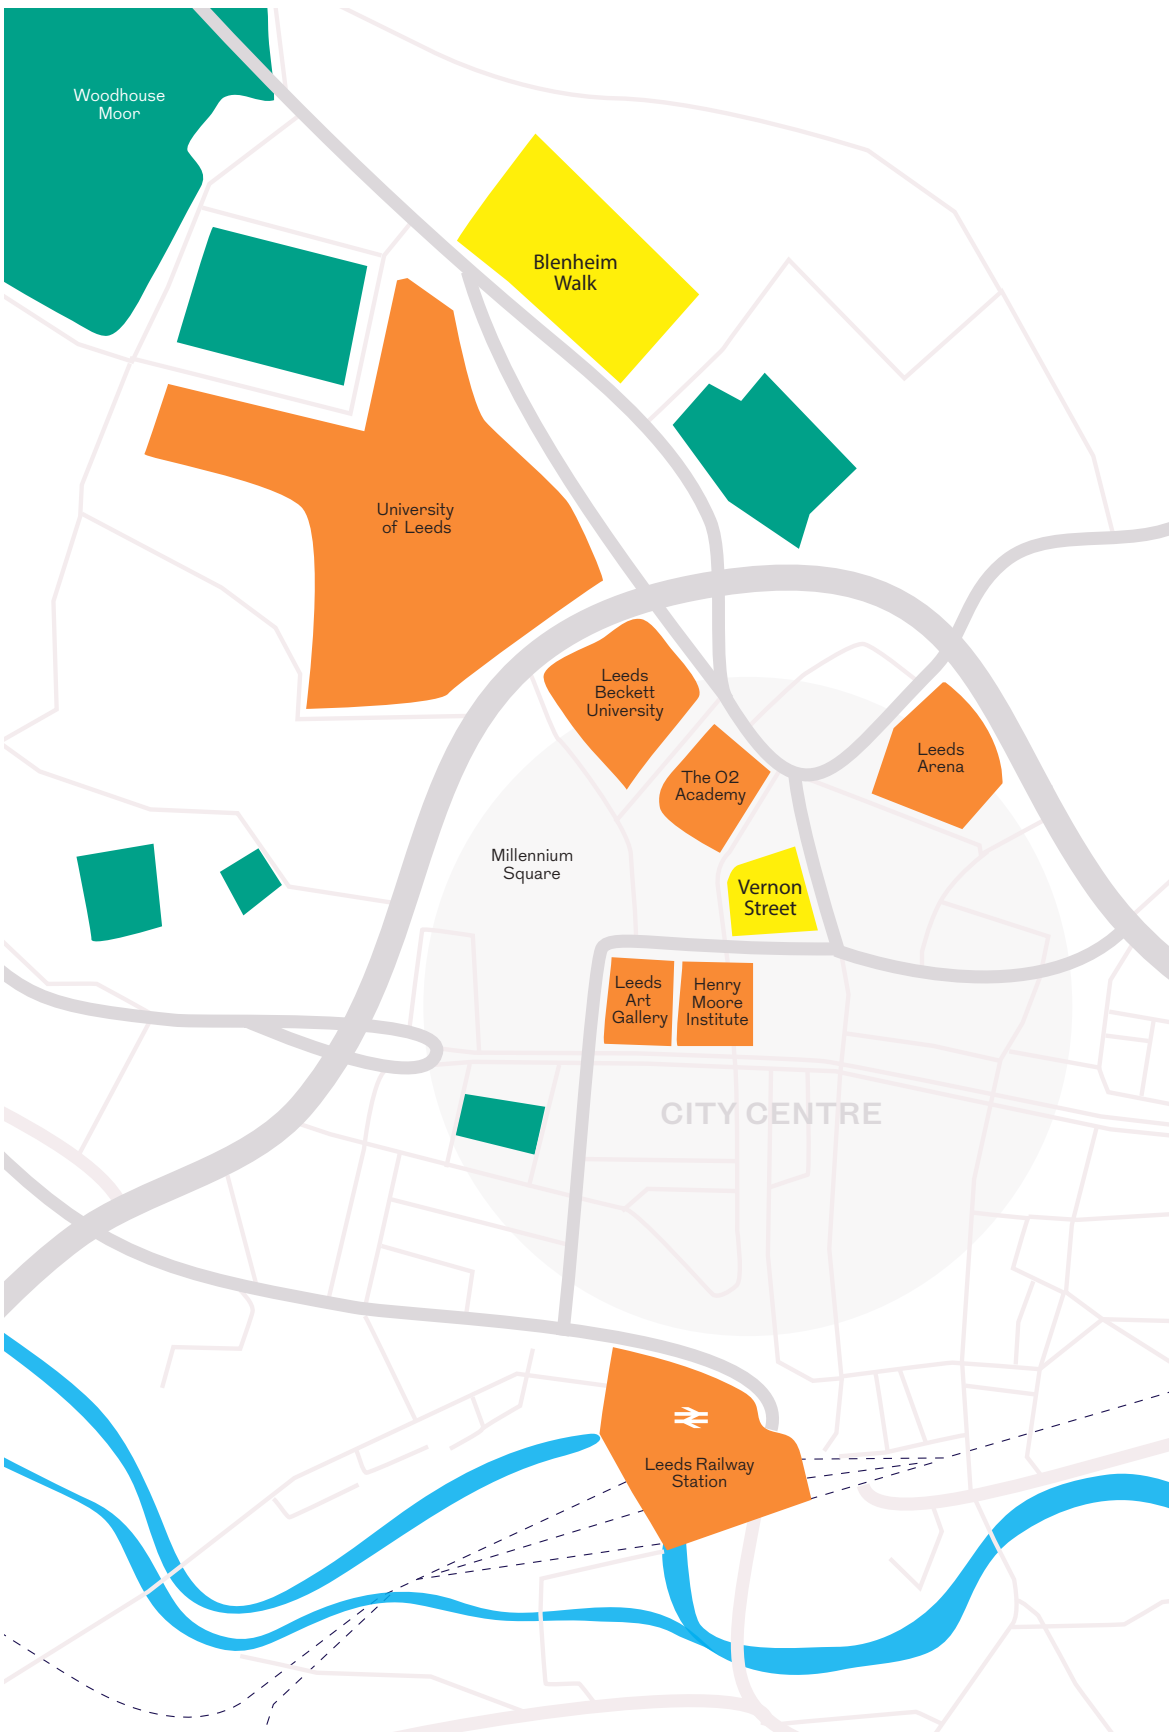 Woodhouse
Moor
Blenheim
Walk
University
of Leeds
Leeds
Beckett
University
The O2
Academy
Leeds
Arena
Millennium
Square
Vernon
Street
Leeds
Art
Gallery
Henry
Moore
Institute
CITY CENTRE
Leeds Railway
Station